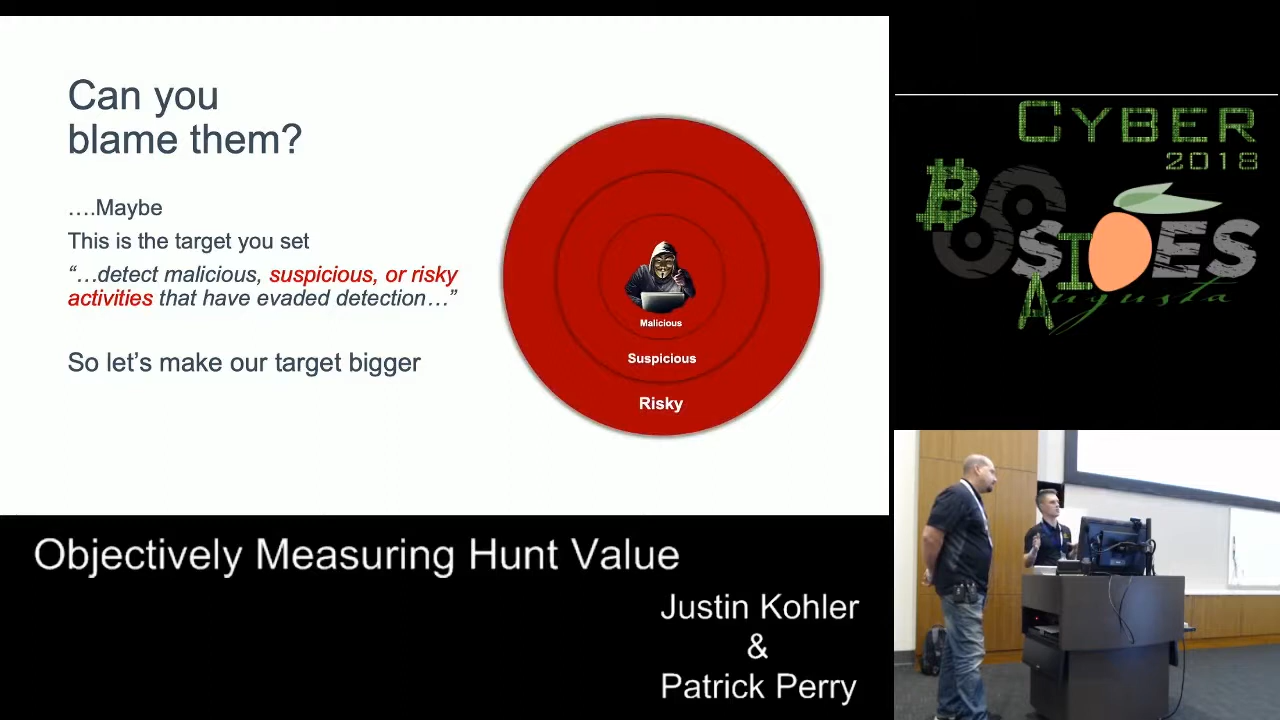 Can you
blame them?
….Maybe
This is the target you set
“…detect malicious, suspicious, or risky
activities that have evaded detection…”
So let’s make our target bigger
Malicious
Suspicious
Risky
CYBER
2018
BSIDES
Augusta
Objectively Measuring Hunt Value
Justin Kohler
&
Patrick Perry